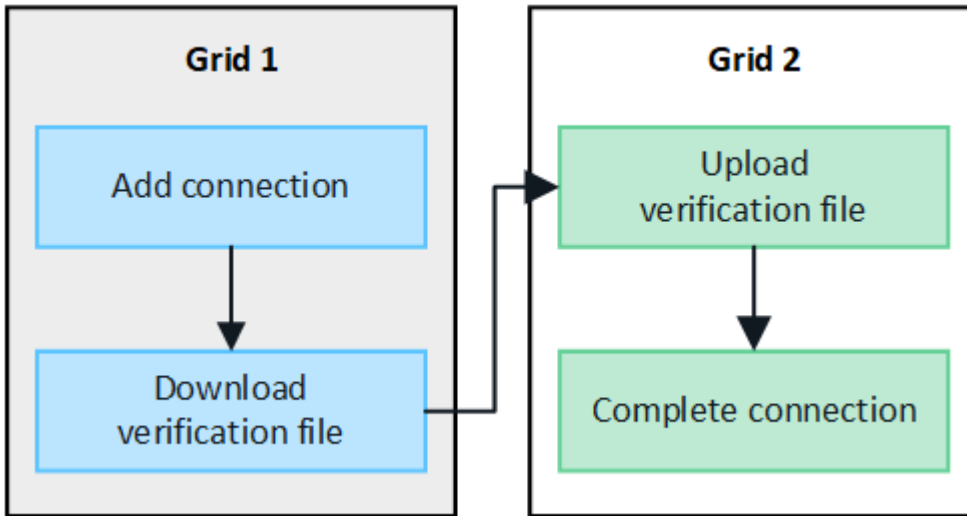 Grid 1
Add connection
Download
verification file
Grid 2
Upload
verification file
Complete connection